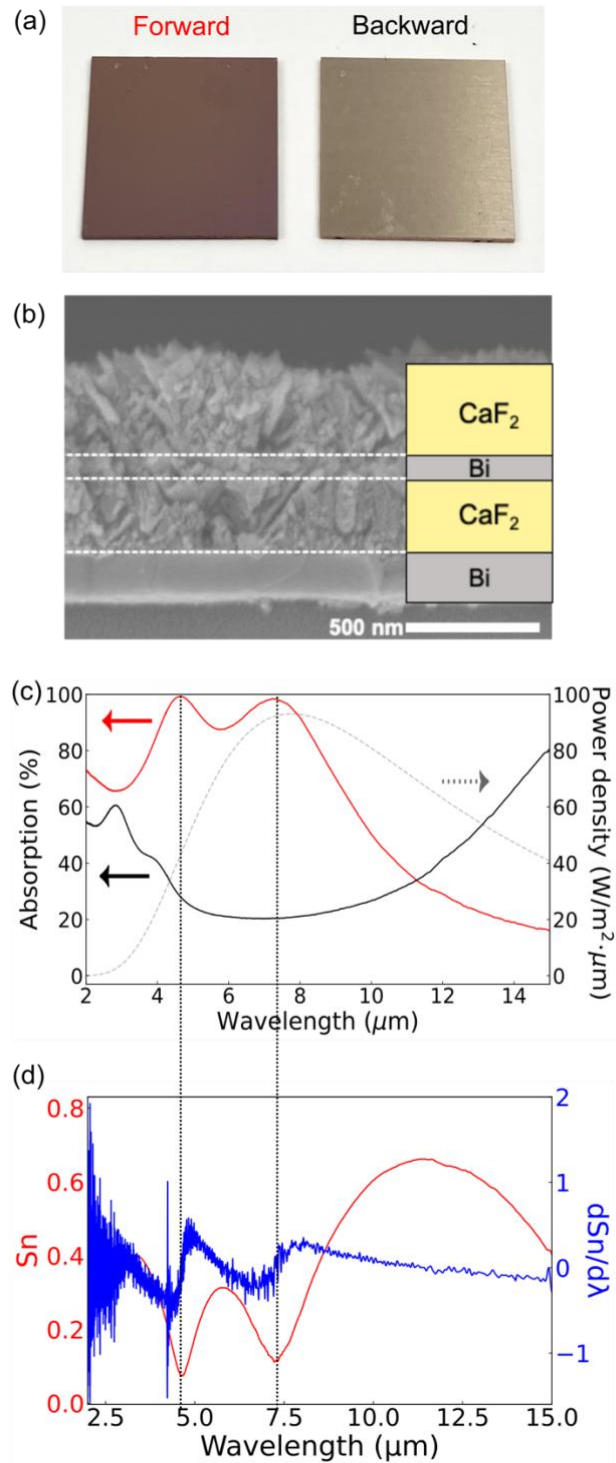 (a)
Forward Backward
(b)
CaF₂
Bi
CaF₂
Bi
500 nm
(c)
100
80
60
40
20
0
Absorption (%)
2 4 6 8 10 12 14
Wavelength (μm)
100
80
60
40
20
0
Power density (W/m²·μm)
(d)
0.8
0.6
0.4
0.2
0.0
Sn
2.5 5.0 7.5 10.0 12.5 15.0
Wavelength (μm)
2
1
0
−1
dSn/dλ